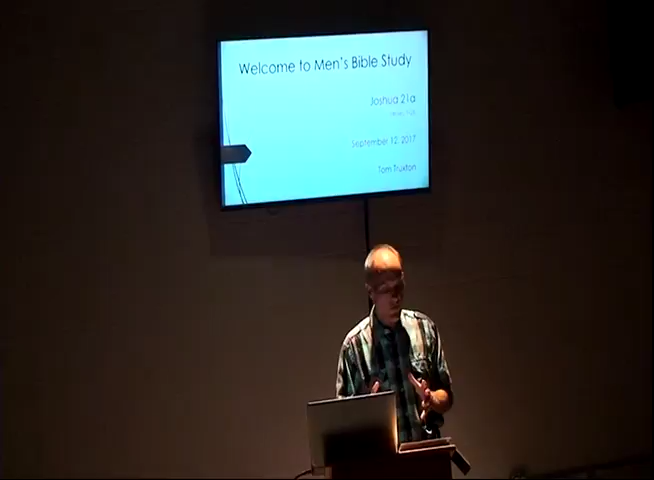 Welcome to Men's Bible Study
Joshua 21a
September 12, 2017
Tom Truxton